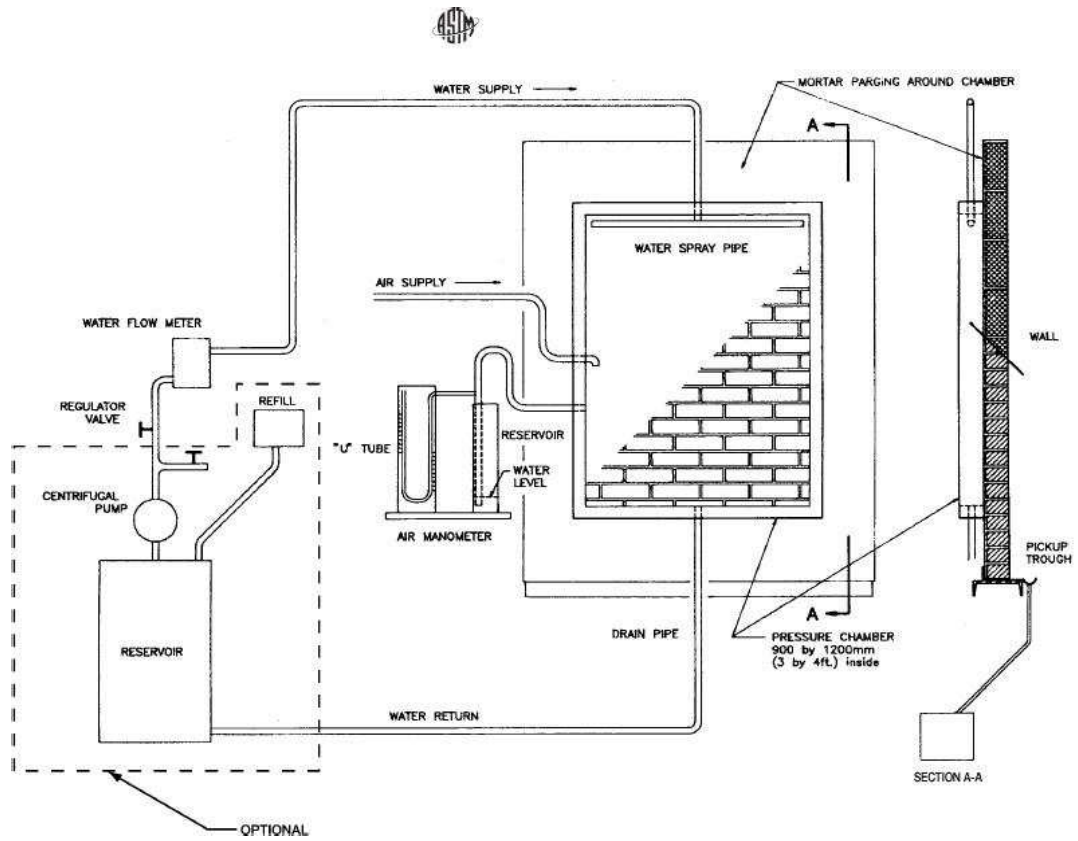 ASTM
MORTAR PARGING AROUND CHAMBER
WATER SUPPLY
A
WATER SPRAY PIPE
AIR SUPPLY
WATER FLOW METER
WALL
REGULATOR
VALVE
REFILL
"U" TUBE
RESERVOIR
WATER
LEVEL
CENTRIFUGAL
PUMP
AIR MANOMETER
PICKUP
TROUGH
A
DRAIN PIPE
PRESSURE CHAMBER
900 by 1200mm
(3 by 4ft.) inside
RESERVOIR
WATER RETURN
SECTION A-A
OPTIONAL